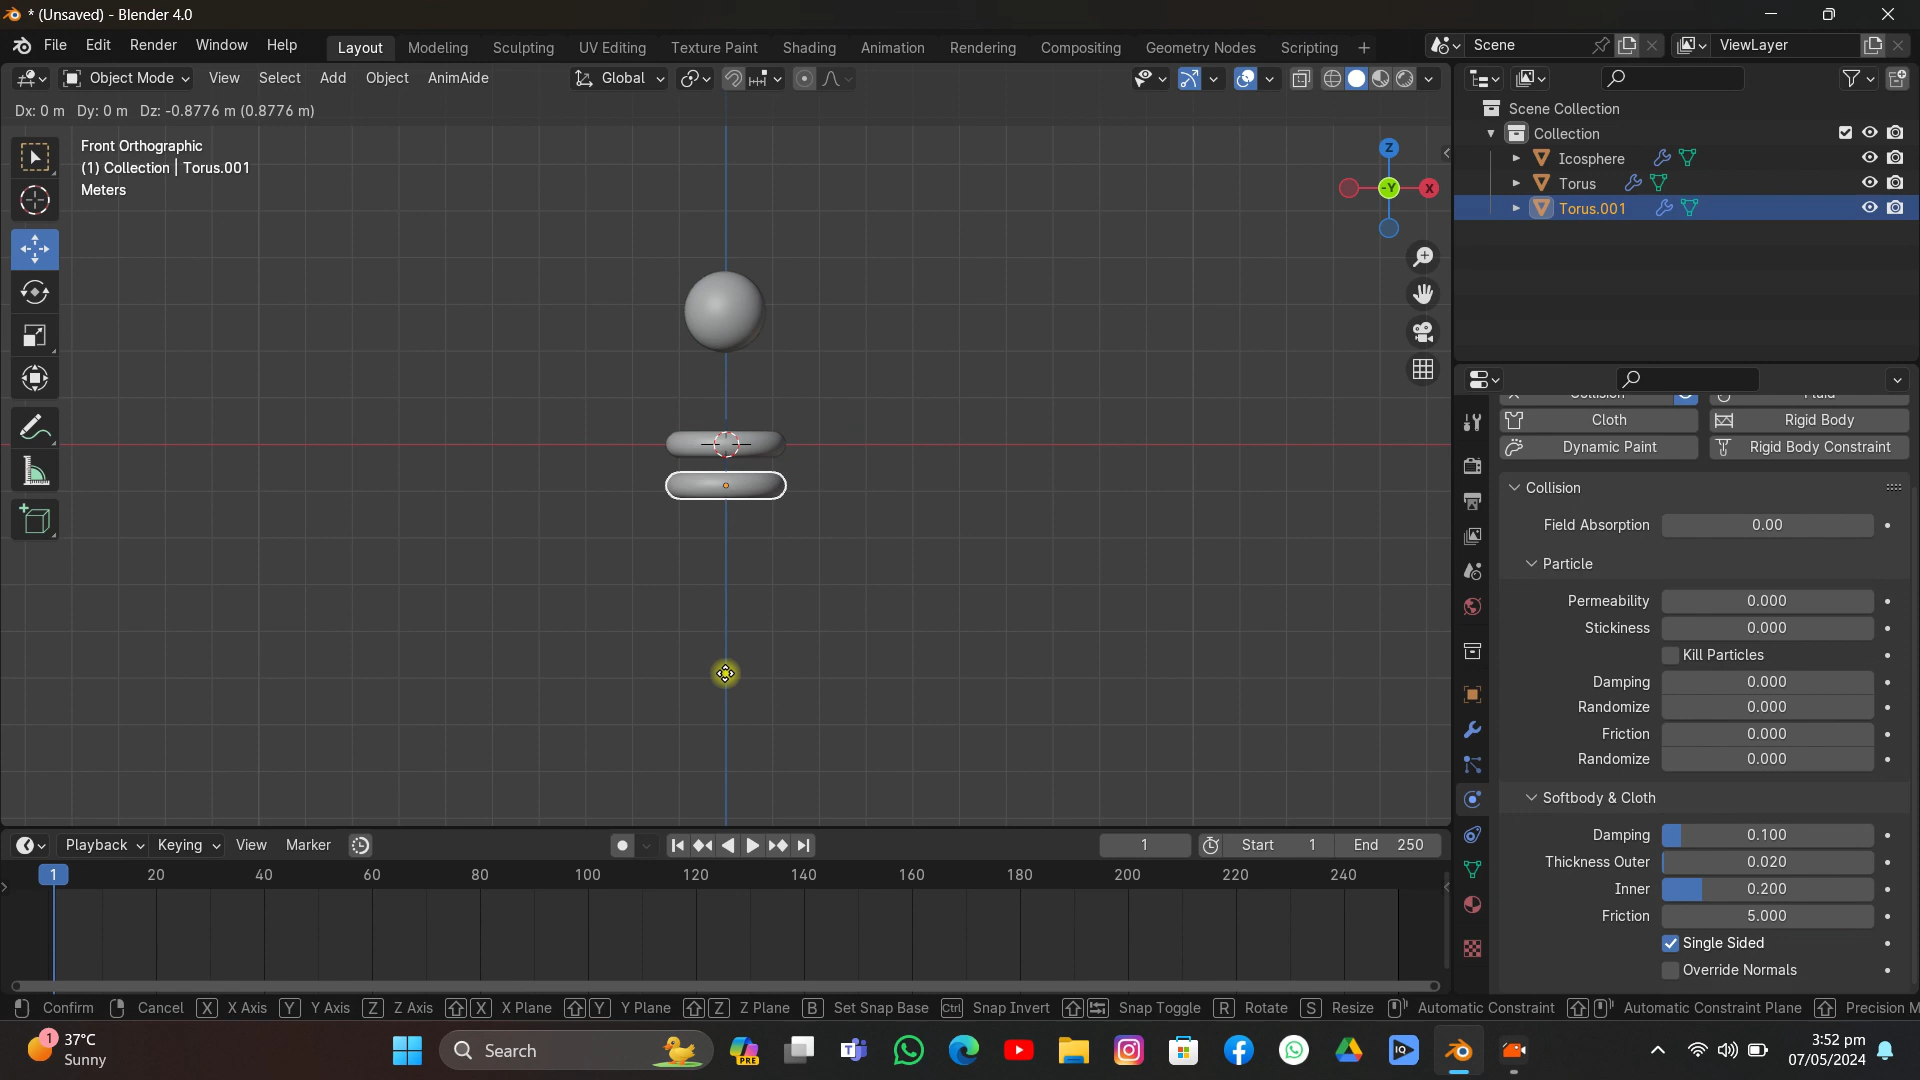 * (Unsaved) - Blender 4.0
File Edit Render Window Help Layout Modeling Sculpting UV Editing Texture Paint Shading Animation Rendering Compositing Geometry Nodes Scripting + Scene ViewLayer
Object Mode View Select Add Object AnimAide Global
Dx: 0 m Dy: 0 m Dz: -0.8776 m (0.8776 m)
Front Orthographic
(1) Collection | Torus.001
Meters
Z
-Y X
Scene Collection
Collection
Icosphere
Torus
Torus.001
Collision Fluid
Cloth Rigid Body
Dynamic Paint Rigid Body Constraint
Collision
Field Absorption 0.00
Particle
Permeability 0.000
Stickiness 0.000
Kill Particles
Damping 0.000
Randomize 0.000
Friction 0.000
Randomize 0.000
Softbody & Cloth
Damping 0.100
Thickness Outer 0.020
Inner 0.200
Friction 5.000
Single Sided
Override Normals
Playback Keying View Marker 1 Start 1 End 250
1 20 40 60 80 100 120 140 160 180 200 220 240
Confirm Cancel X X Axis Y Y Axis Z Z Axis X X Plane Y Y Plane Z Z Plane B Set Snap Base Ctrl Snap Invert Snap Toggle R Rotate S Resize Automatic Constraint Automatic Constraint Plane Precision M
1 37°C
Sunny
Search
PRE
IQ
3:52 pm
07/05/2024